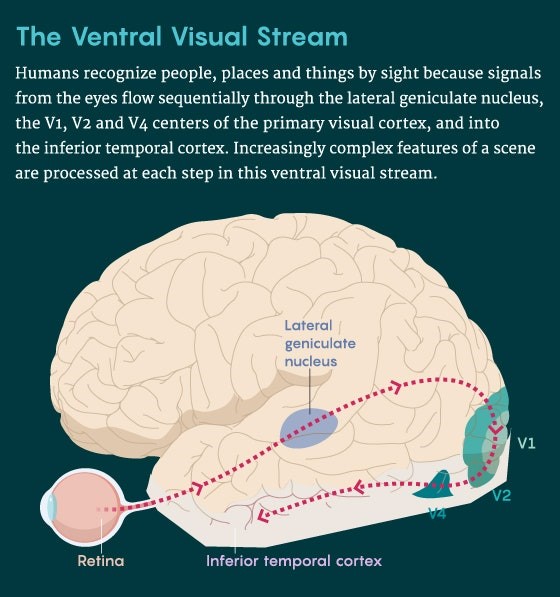 The Ventral Visual Stream
Humans recognize people, places and things by sight because signals
from the eyes flow sequentially through the lateral geniculate nucleus,
the V1, V2 and V4 centers of the primary visual cortex, and into
the inferior temporal cortex. Increasingly complex features of a scene
are processed at each step in this ventral visual stream.
Lateral
geniculate
nucleus
V1
V2
V4
Retina
Inferior temporal cortex